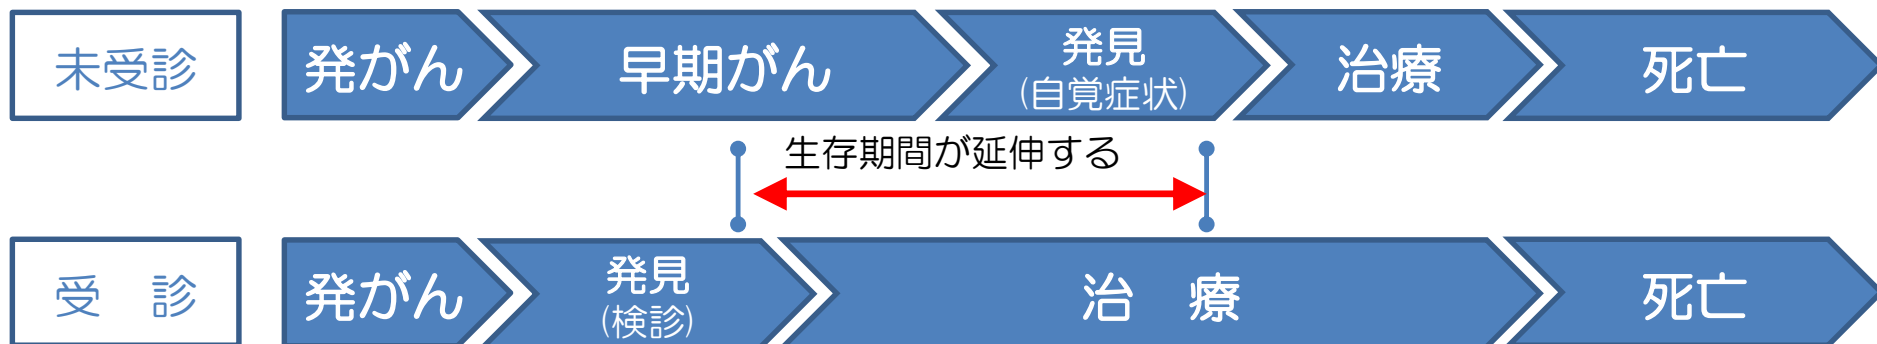 未受診
発がん
早期がん
発見
(自覚症状)
治療
死亡
生存期間が延伸する
受　診
発がん
発見
(検診)
治　療
死亡